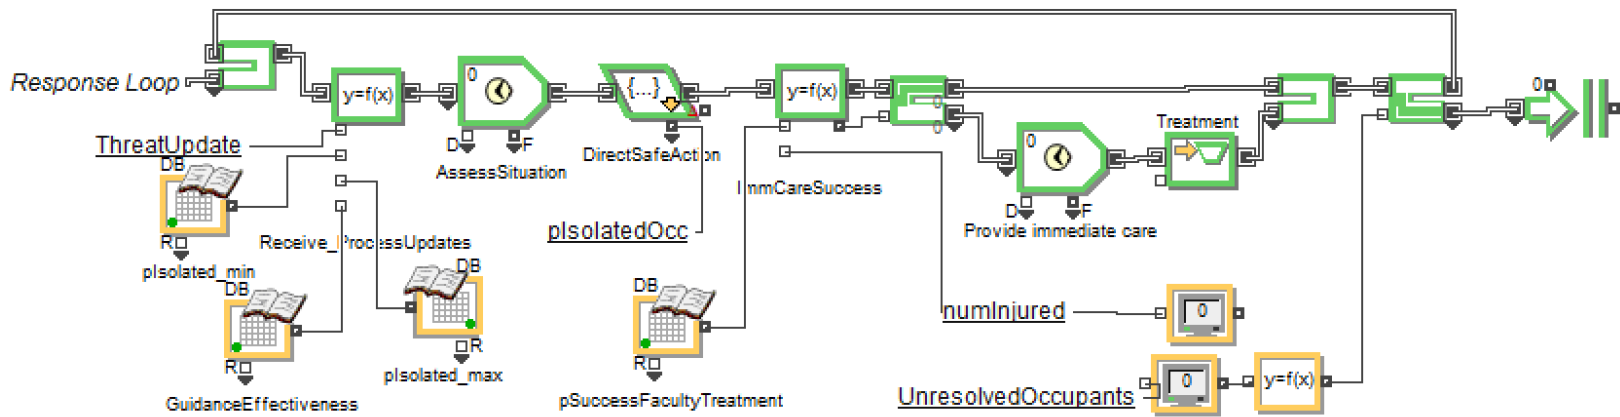 Response Loop
y=f(x)
0
AssessSituation
D
F
{...}
DirectSafeAction
y=f(x)
0
0
ImmCareSuccess
0
D
F
Provide immediate care
Treatment
0
ThreatUpdate
DB
R
pIsolated_min
Receive_ProcessUpdates
DB
R
GuidanceEffectiveness
DB
R
pIsolated_max
pIsolatedOcc
DB
R
pSuccessFacultyTreatment
numInjured
0
UnresolvedOccupants
0
y=f(x)